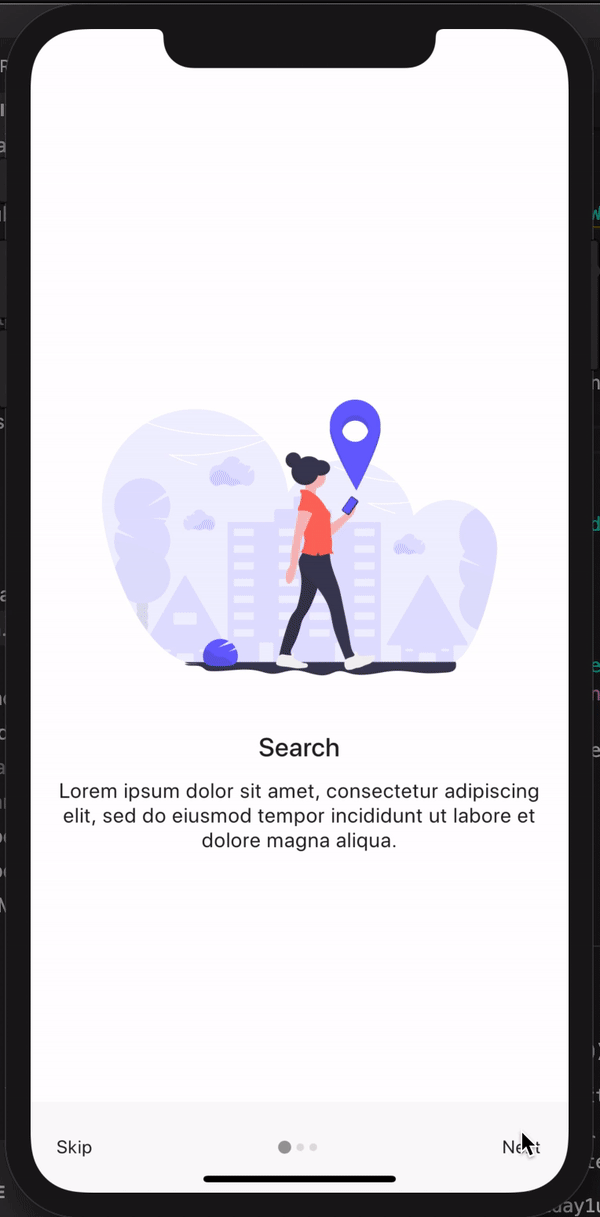 Search
Lorem ipsum dolor sit amet, consectetur adipiscing
elit, sed do eiusmod tempor incididunt ut labore et
dolore magna aliqua.
Skip
Next